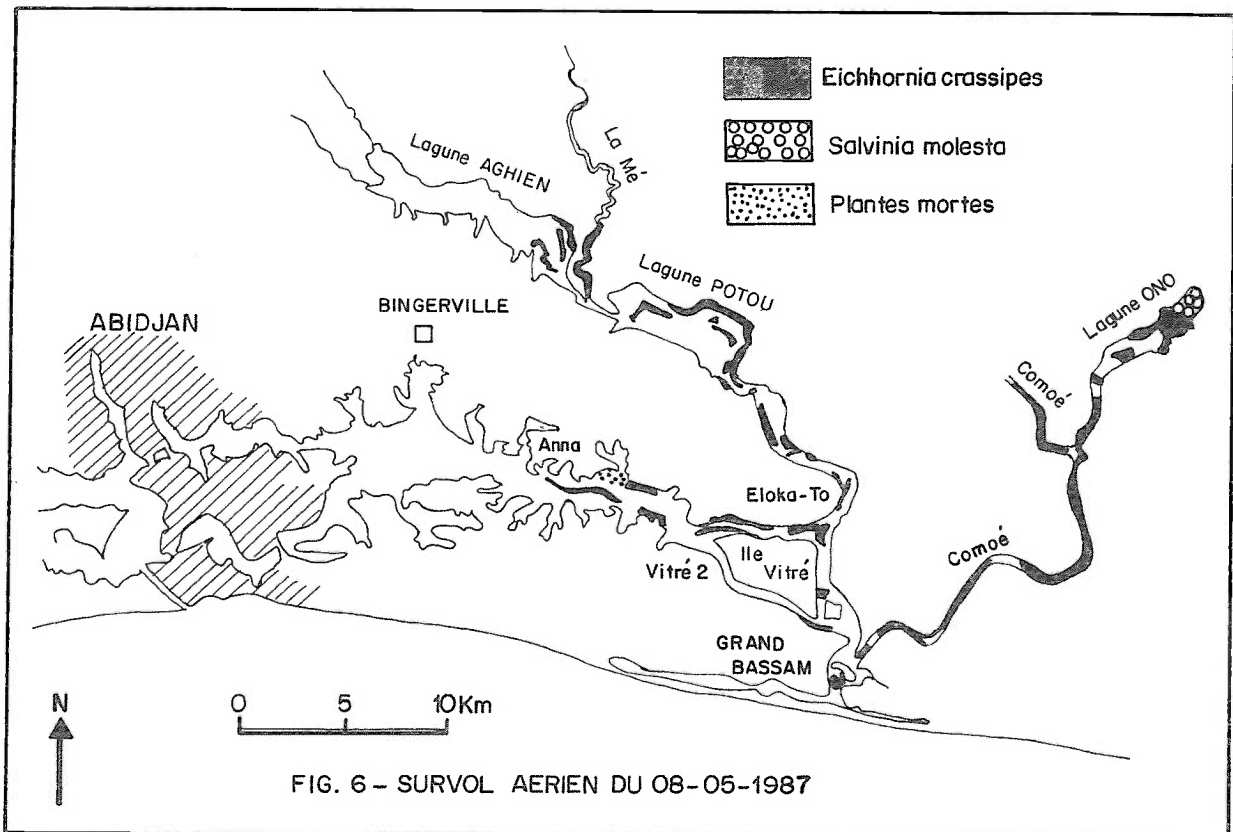 Eichhornia crassipes
Salvinia molesta
Plantes mortes
La Mé
Lagune AGHIEN
Lagune POTOU
Lagune ONO
BINGERVILLE
ABIDJAN
Comoé
Anna
Eloka-To
Ile
Vitré
Vitré 2
Comoé
GRAND
BASSAM
N
0 5 10Km
FIG. 6 - SURVOL AERIEN DU 08-05-1987